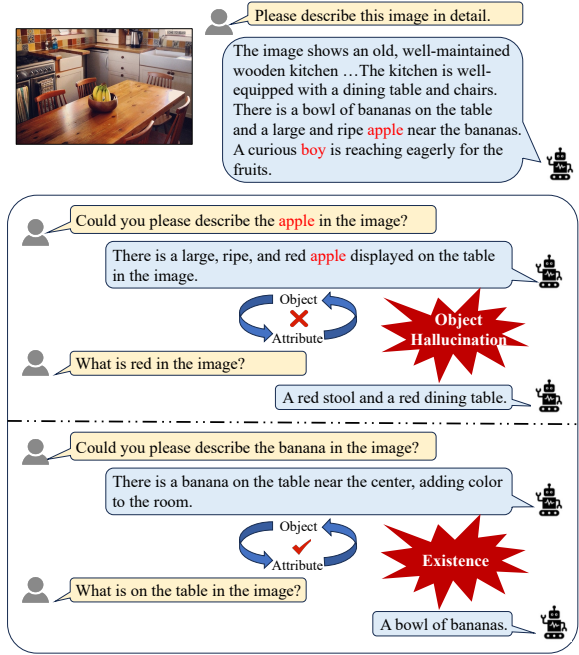 Please describe this image in detail.
The image shows an old, well-maintained
wooden kitchen …The kitchen is well-
equipped with a dining table and chairs.
There is a bowl of bananas on the table
and a large and ripe apple near the bananas.
A curious boy is reaching eagerly for the
fruits.
Could you please describe the apple in the image?
There is a large, ripe, and red apple displayed on the table
in the image.
Object
Attribute
Object
Hallucination
What is red in the image?
A red stool and a red dining table.
Could you please describe the banana in the image?
There is a banana on the table near the center, adding color
to the room.
Object
Attribute
Existence
What is on the table in the image?
A bowl of bananas.